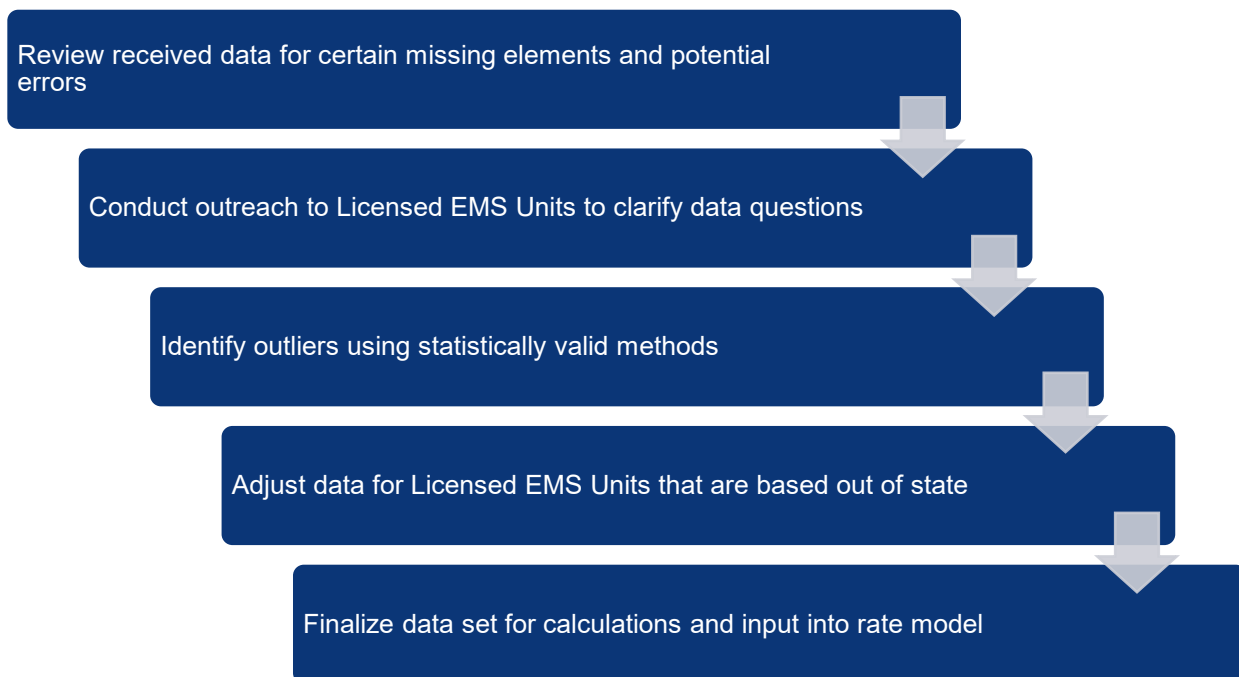 Review received data for certain missing elements and potential
errors
Conduct outreach to Licensed EMS Units to clarify data questions
Identify outliers using statistically valid methods
Adjust data for Licensed EMS Units that are based out of state
Finalize data set for calculations and input into rate model